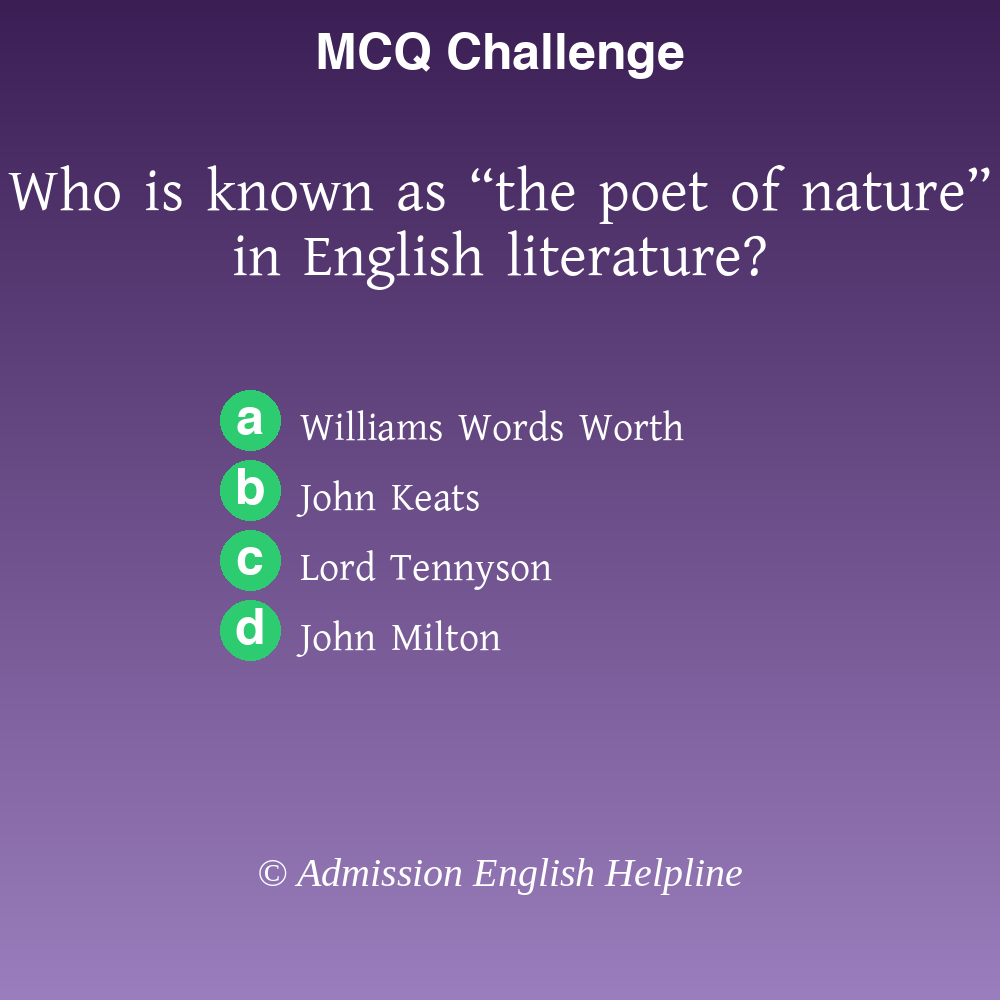 MCQ Challenge
Who is known as “the poet of nature”
in English literature?
a Williams Words Worth
b John Keats
c Lord Tennyson
d John Milton
© Admission English Helpline